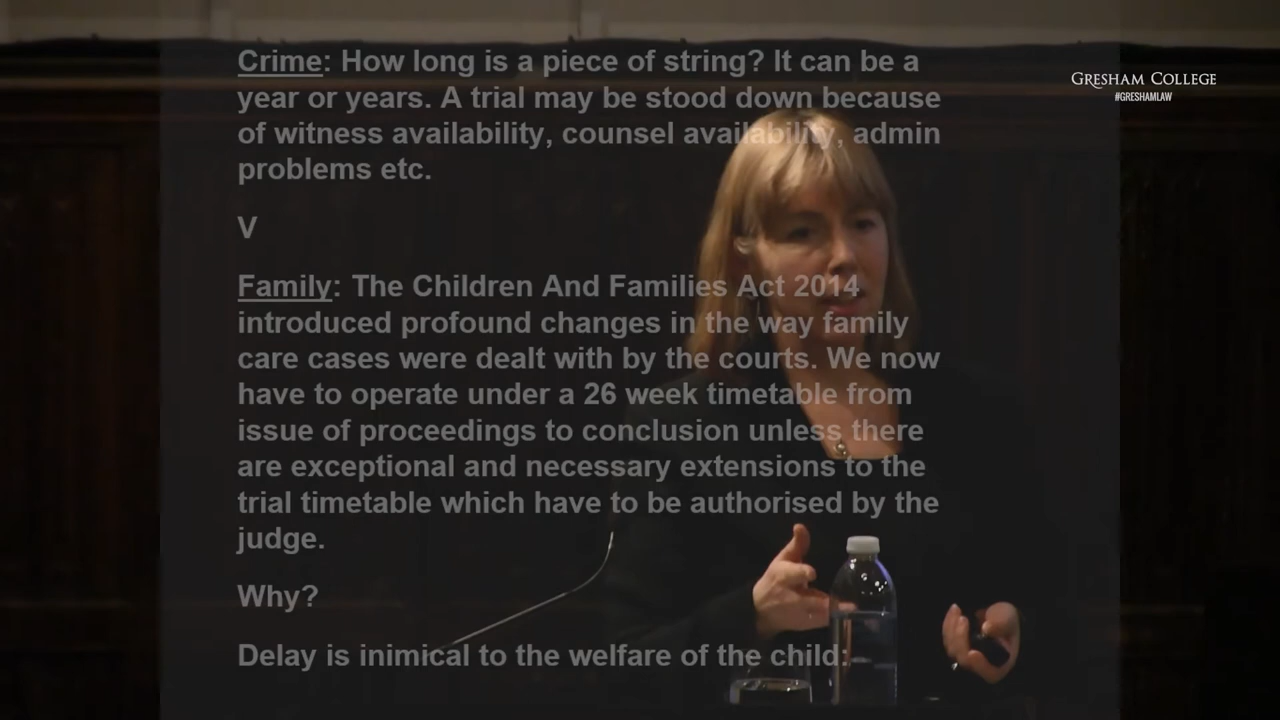 Crime: How long is a piece of string? It can be a
year or years. A trial may be stood down because
of witness availability, counsel availability, admin
problems etc.
V
Family: The Children And Families Act 2014
introduced profound changes in the way family
care cases were dealt with by the courts. We now
have to operate under a 26 week timetable from
issue of proceedings to conclusion unless there
are exceptional and necessary extensions to the
trial timetable which have to be authorised by the
judge.
Why?
Delay is inimical to the welfare of the child:
GRESHAM COLLEGE
#GRESHAMLAW